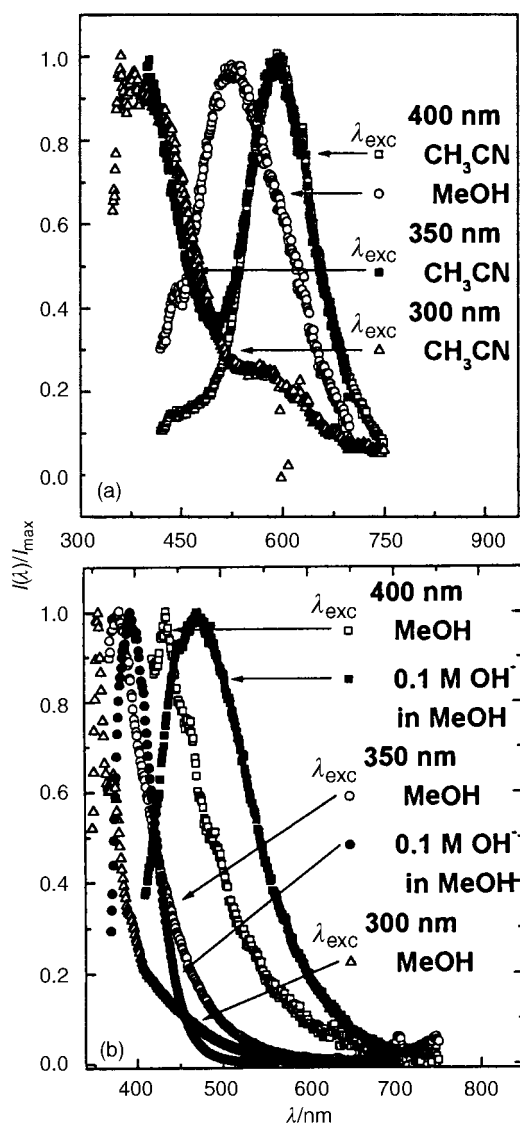 1.0
0.8
0.6
0.4
0.2
0.0
λexc 400 nm
□ CH3CN
○ MeOH
λexc 350 nm
■ CH3CN
λexc 300 nm
△ CH3CN
(a)
300 450 600 750 900
I(λ)/Imax
1.0
0.8
0.6
0.4
0.2
0.0
λexc 400 nm
□ MeOH
■ 0.1 M OH-
in MeOH
λexc 350 nm
○ MeOH
● 0.1 M OH-
in MeOH
λexc 300 nm
△ MeOH
(b)
400 500 600 700 800
λ/nm